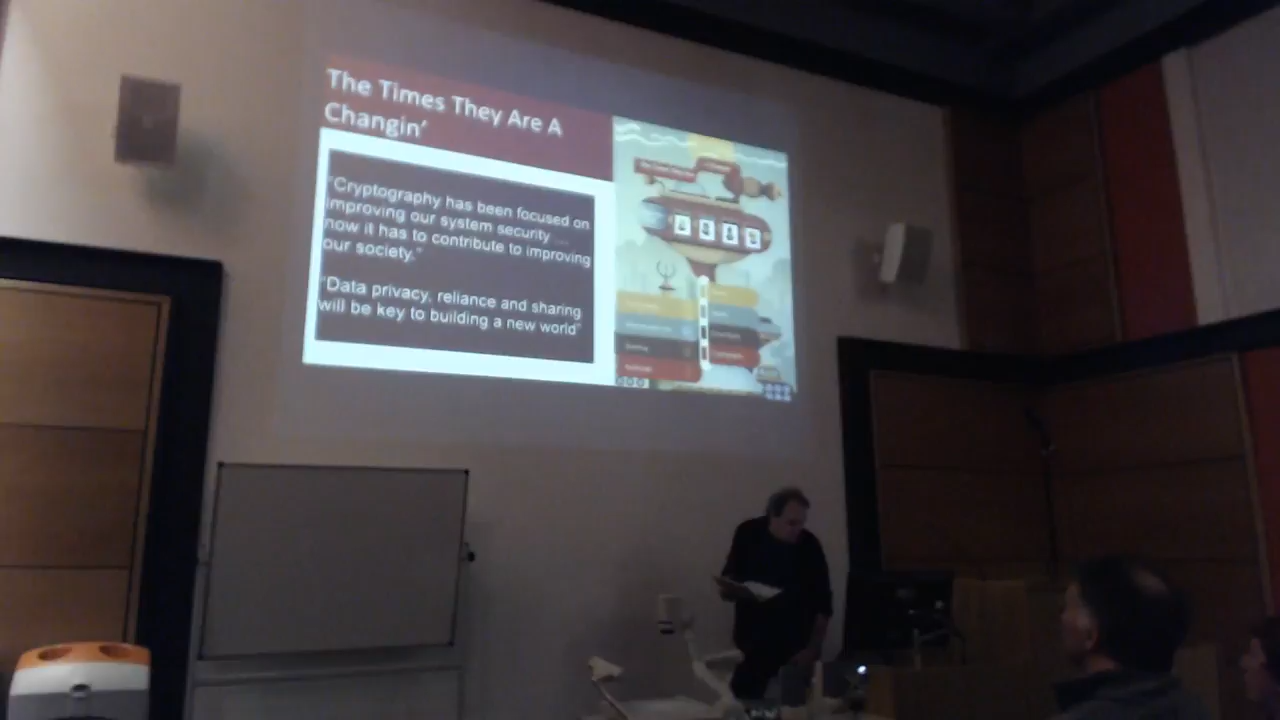 The Times They Are A
Changin'
"Cryptography has been focused on
improving our system security ...
now it has to contribute to improving
our society."
"Data privacy, reliance and sharing
will be key to building a new world"